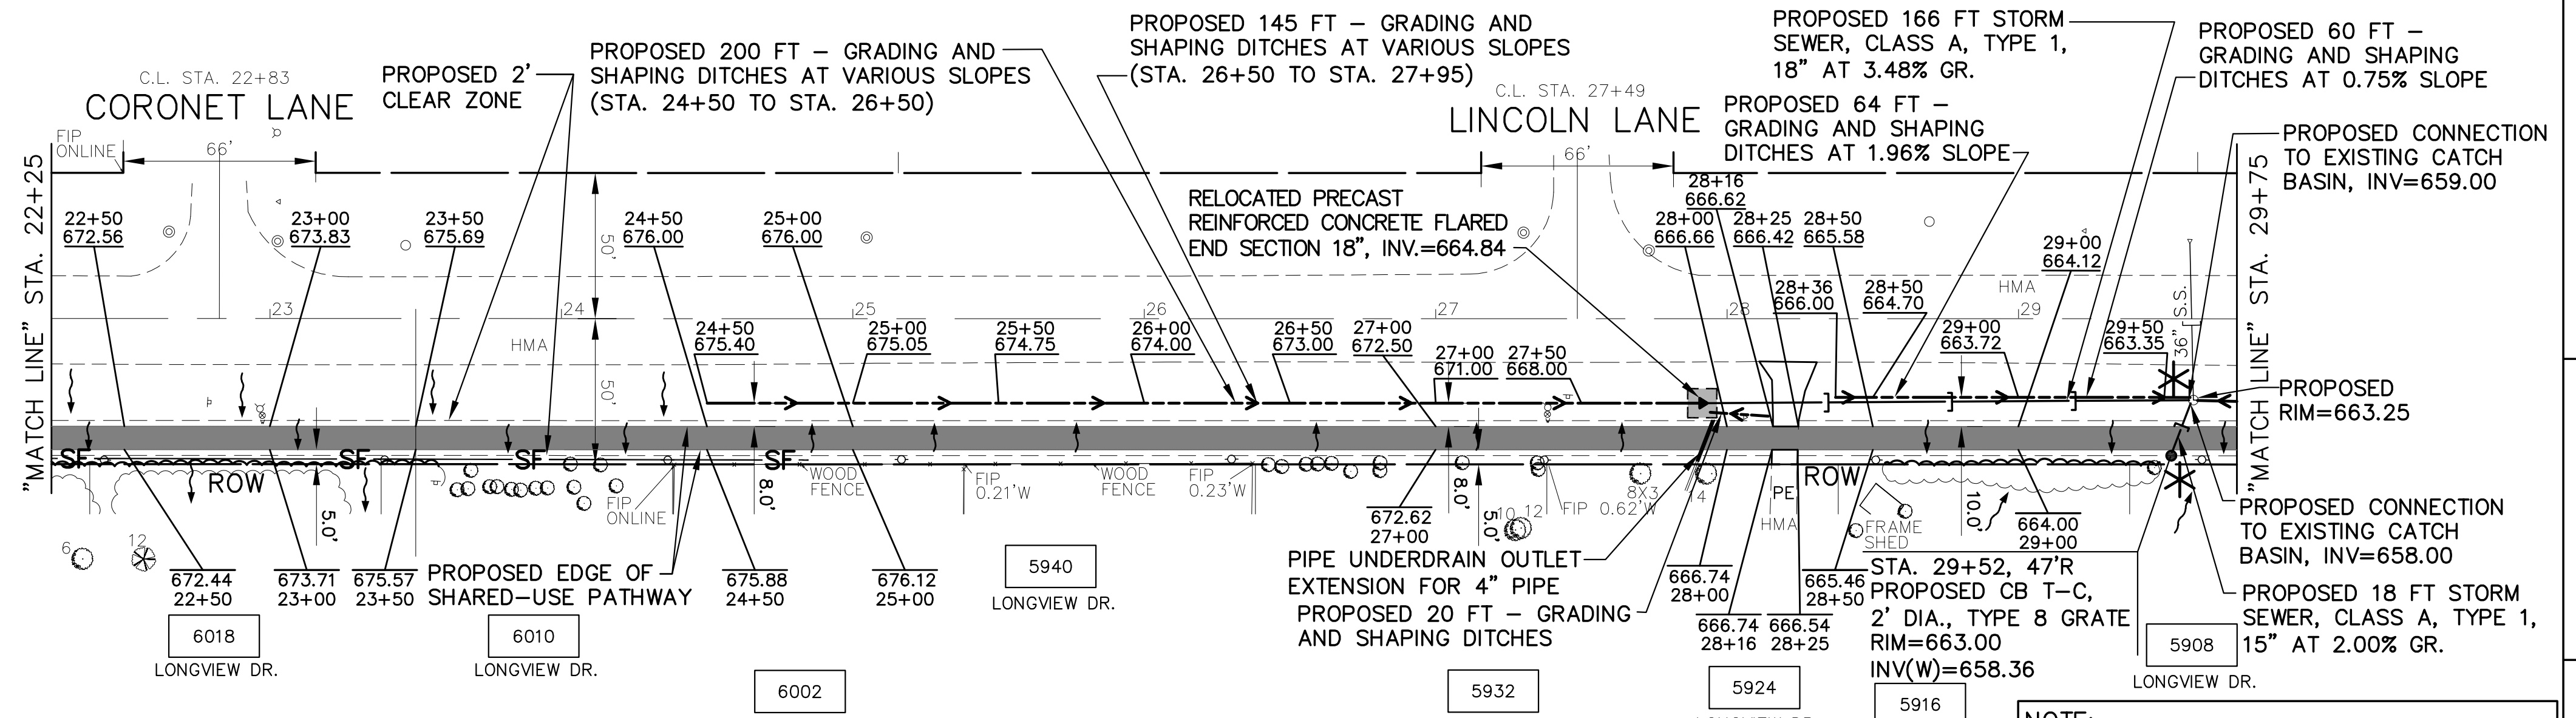 "MATCH LINE" STA. 22+25
C.L. STA. 22+83
CORONET LANE
FIP
ONLINE
66'
PROPOSED 2'
CLEAR ZONE
PROPOSED 200 FT – GRADING AND
SHAPING DITCHES AT VARIOUS SLOPES
(STA. 24+50 TO STA. 26+50)
PROPOSED 145 FT – GRADING AND
SHAPING DITCHES AT VARIOUS SLOPES
(STA. 26+50 TO STA. 27+95)
C.L. STA. 27+49
LINCOLN LANE
66'
PROPOSED 166 FT STORM
SEWER, CLASS A, TYPE 1,
18" AT 3.48% GR.
PROPOSED 64 FT –
GRADING AND SHAPING
DITCHES AT 1.96% SLOPE
PROPOSED 60 FT –
GRADING AND SHAPING
DITCHES AT 0.75% SLOPE
PROPOSED CONNECTION
TO EXISTING CATCH
BASIN, INV=659.00
"MATCH LINE" STA. 29+75
RELOCATED PRECAST
REINFORCED CONCRETE FLARED
END SECTION 18", INV.=664.84
22+50
672.56
23+00
673.83
23+50
675.69
24+50
676.00
25+00
676.00
28+16
666.62
28+00
666.66
28+25
666.42
28+50
665.58
29+00
664.12
50'
50'
23
24
25
26
27
28
29
HMA
HMA
24+50
675.40
25+00
675.05
25+50
674.75
26+00
674.00
26+50
673.00
27+00
672.50
27+00
671.00
27+50
668.00
28+36
666.00
28+50
664.70
29+00
663.72
29+50
663.35
36" S.S.
PROPOSED
RIM=663.25
SF
SF
SF
SF
ROW
ROW
WOOD
FENCE
FIP
0.21'W
WOOD
FENCE
FIP
0.23'W
FIP
ONLINE
FIP 0.62'W
8X3
14
10
12
PE
HMA
FRAME
SHED
6
12
5.0'
8.0'
8.0'
5.0'
10.0'
672.44
22+50
673.71
23+00
675.57
23+50
PROPOSED EDGE OF
SHARED–USE PATHWAY
675.88
24+50
676.12
25+00
672.62
27+00
PIPE UNDERDRAIN OUTLET
EXTENSION FOR 4" PIPE
PROPOSED 20 FT – GRADING
AND SHAPING DITCHES
666.74
28+00
666.74
28+16
666.54
28+25
665.46
28+50
664.00
29+00
STA. 29+52, 47'R
PROPOSED CB T–C,
2' DIA., TYPE 8 GRATE
RIM=663.00
INV(W)=658.36
PROPOSED CONNECTION
TO EXISTING CATCH
BASIN, INV=658.00
PROPOSED 18 FT STORM
SEWER, CLASS A, TYPE 1,
15" AT 2.00% GR.
6018
LONGVIEW DR.
6010
LONGVIEW DR.
6002
5940
LONGVIEW DR.
5932
5924
5916
5908
LONGVIEW DR.
NOTE: